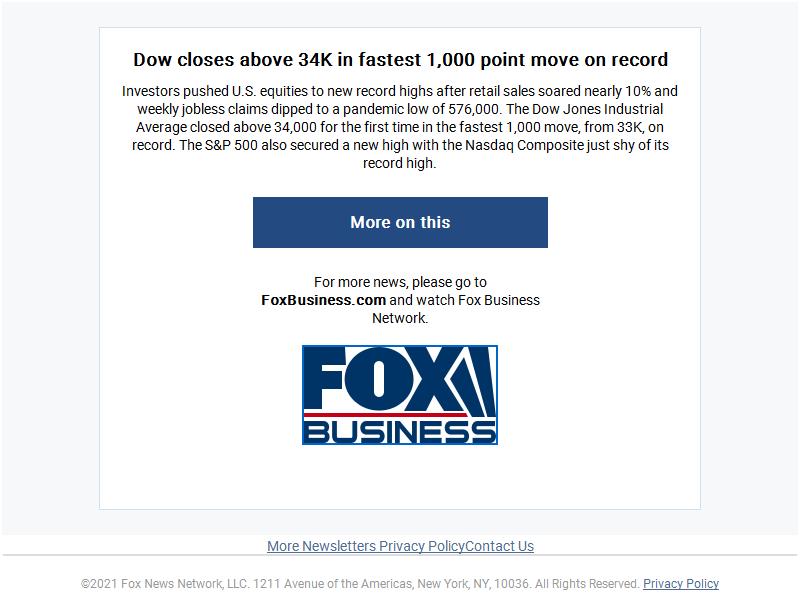 Dow closes above 34K in fastest 1,000 point move on record
Investors pushed U.S. equities to new record highs after retail sales soared nearly 10% and
weekly jobless claims dipped to a pandemic low of 576,000. The Dow Jones Industrial
Average closed above 34,000 for the first time in the fastest 1,000 move, from 33K, on
record. The S&P 500 also secured a new high with the Nasdaq Composite just shy of its
record high.
More on this
For more news, please go to
FoxBusiness.com and watch Fox Business
Network.
FOX
BUSINESS
More Newsletters Privacy PolicyContact Us
©2021 Fox News Network, LLC. 1211 Avenue of the Americas, New York, NY, 10036. All Rights Reserved. Privacy Policy